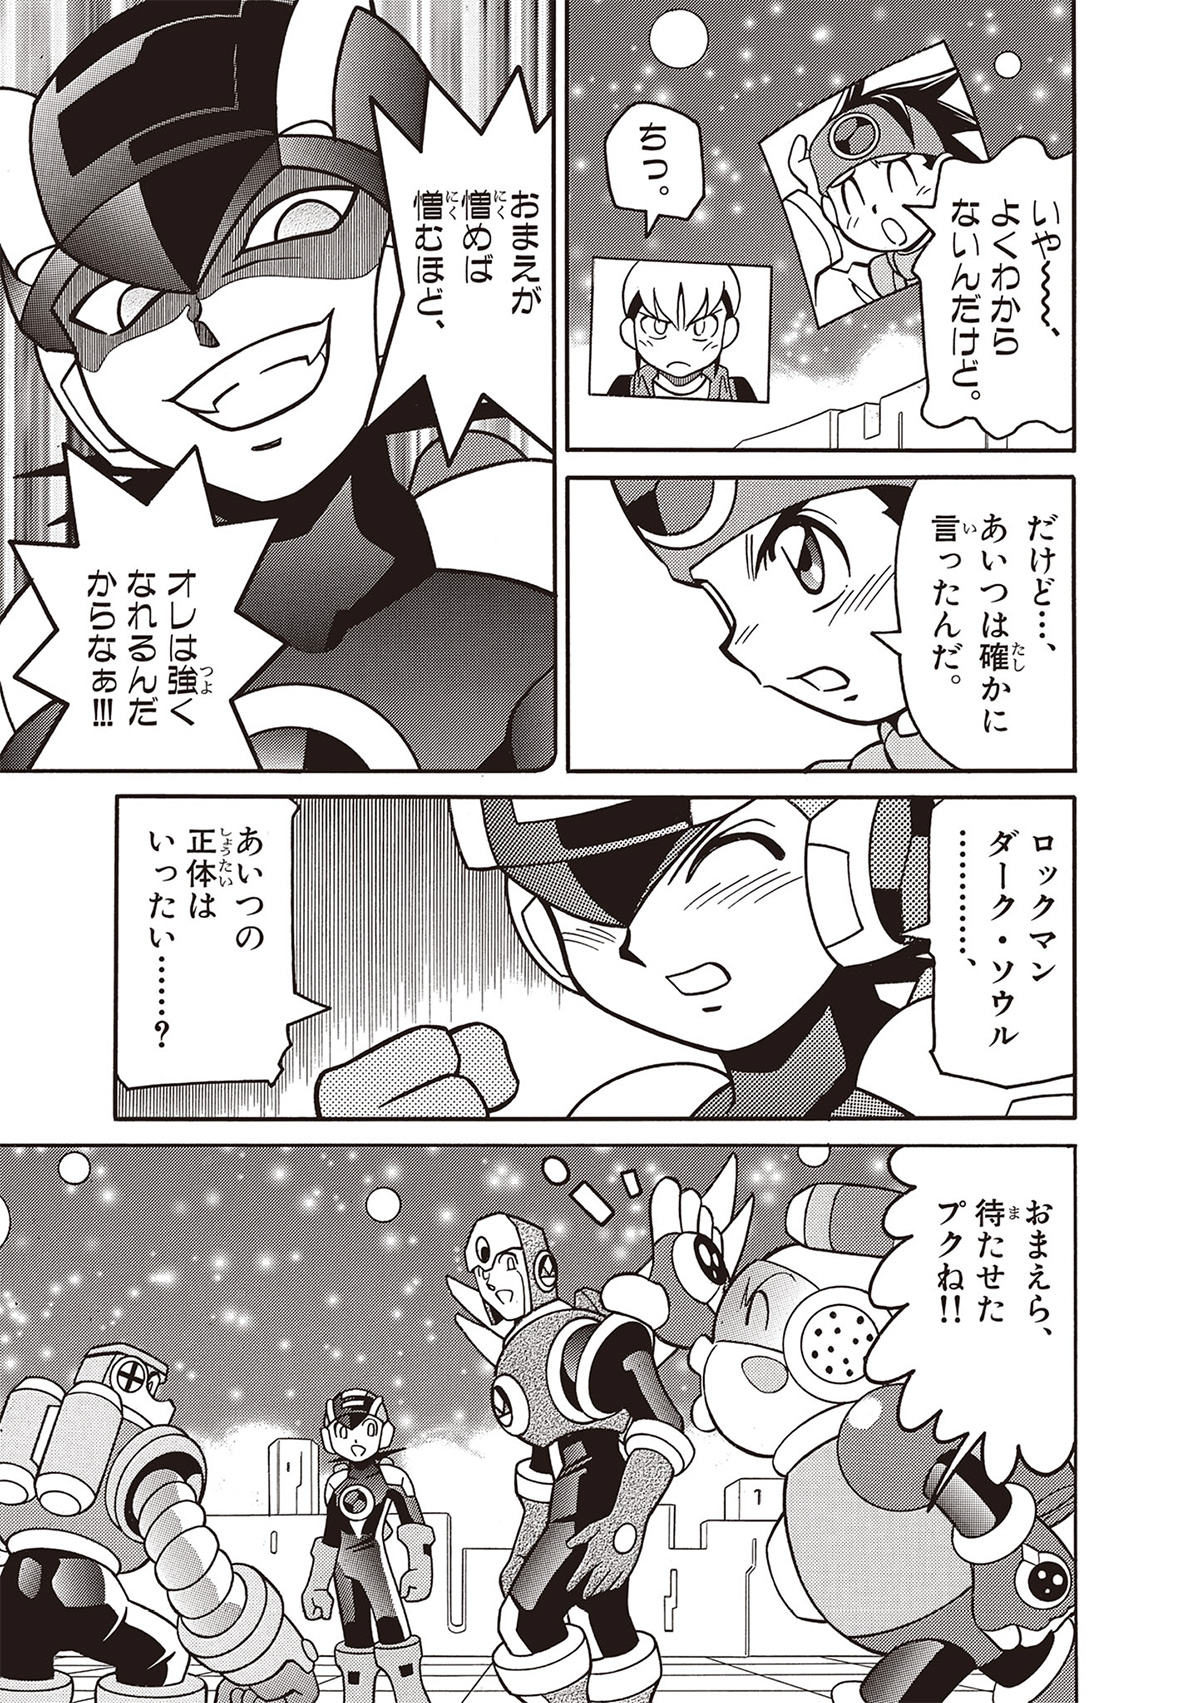 いや〜〜、
よくわから
ないんだけど。
ちっ。
だけど…、
あいつは確かに
言ったんだ。
おまえが
憎めば
憎むほど、
オレは強く
なれるんだ
からなぁ!!!
ロックマン
ダーク・ソウル
…………、
あいつの
正体は
いったい………?
おまえら、
待たせた
プクね!!